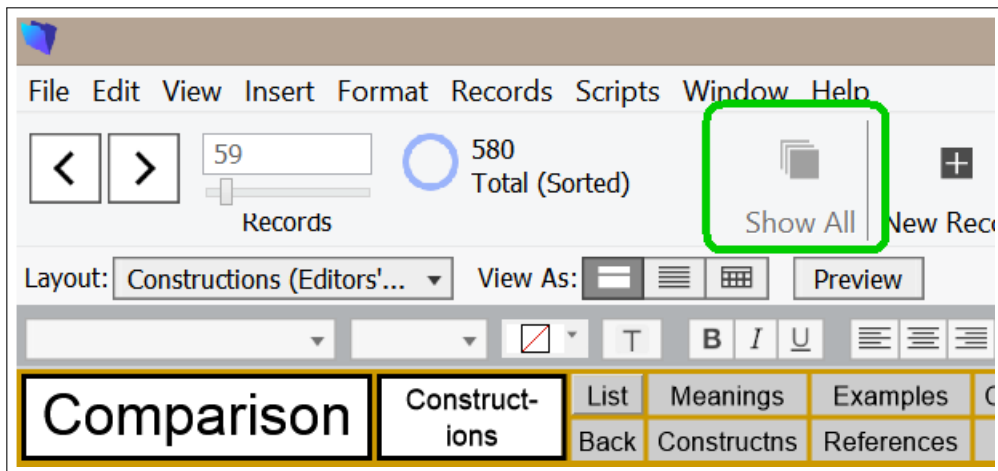 File Edit View Insert Format Records Scripts Window Help
59
580
Total (Sorted)
Records
Show All
New Reco
Layout: Constructions (Editors'... View As: Preview
T B I U
Comparison
Construct-
ions
List Meanings Examples
Back Constructns References